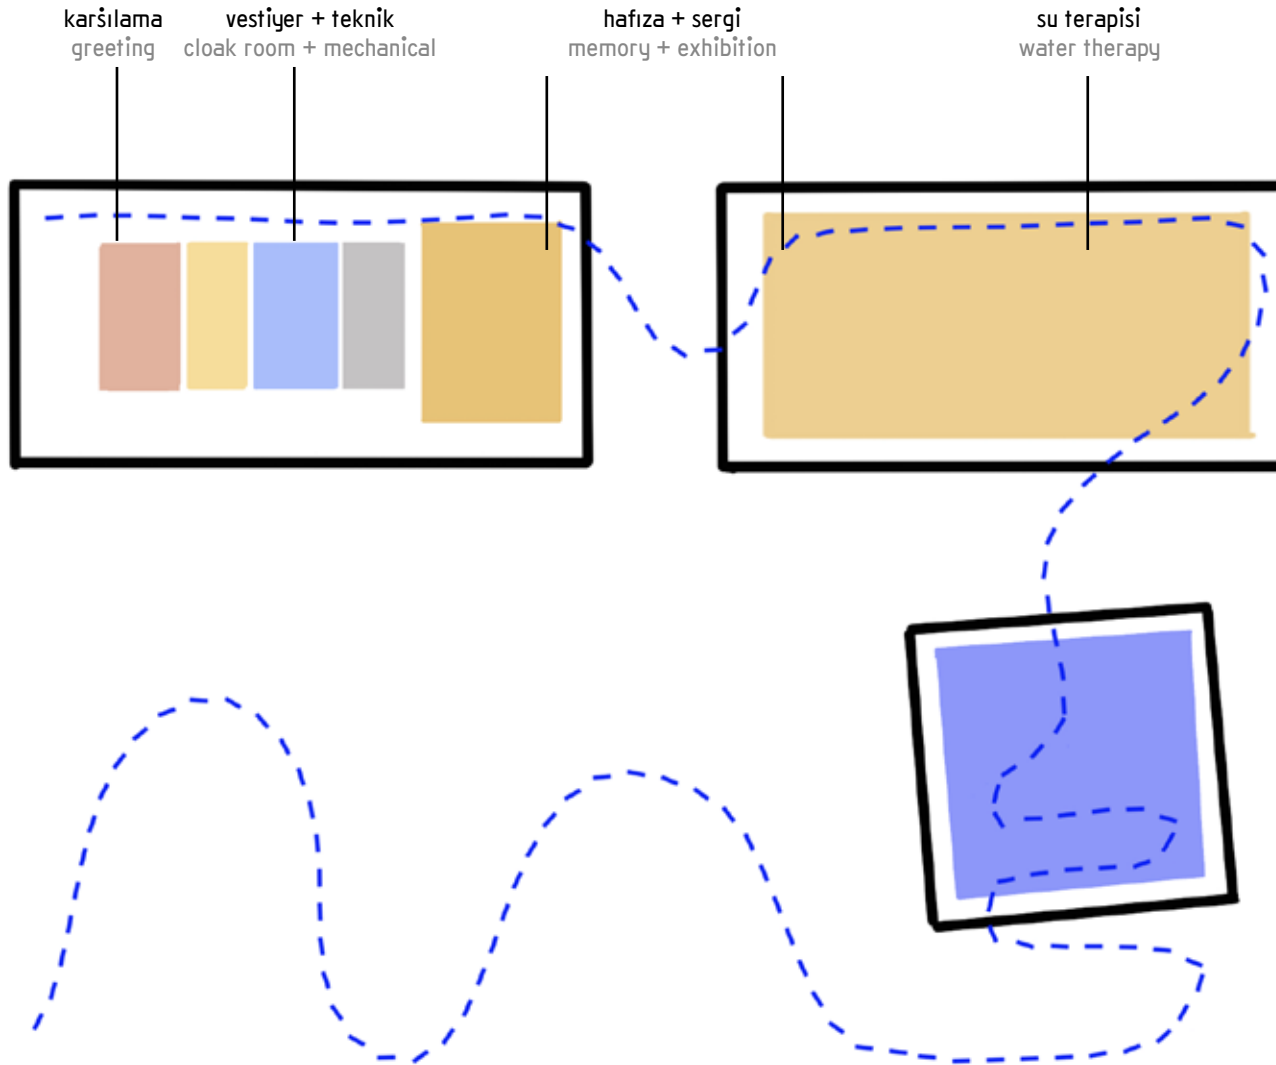 karşılama
greeting
vestiyer + teknik
cloak room + mechanical
hafıza + sergi
memory + exhibition
su terapisi
water therapy